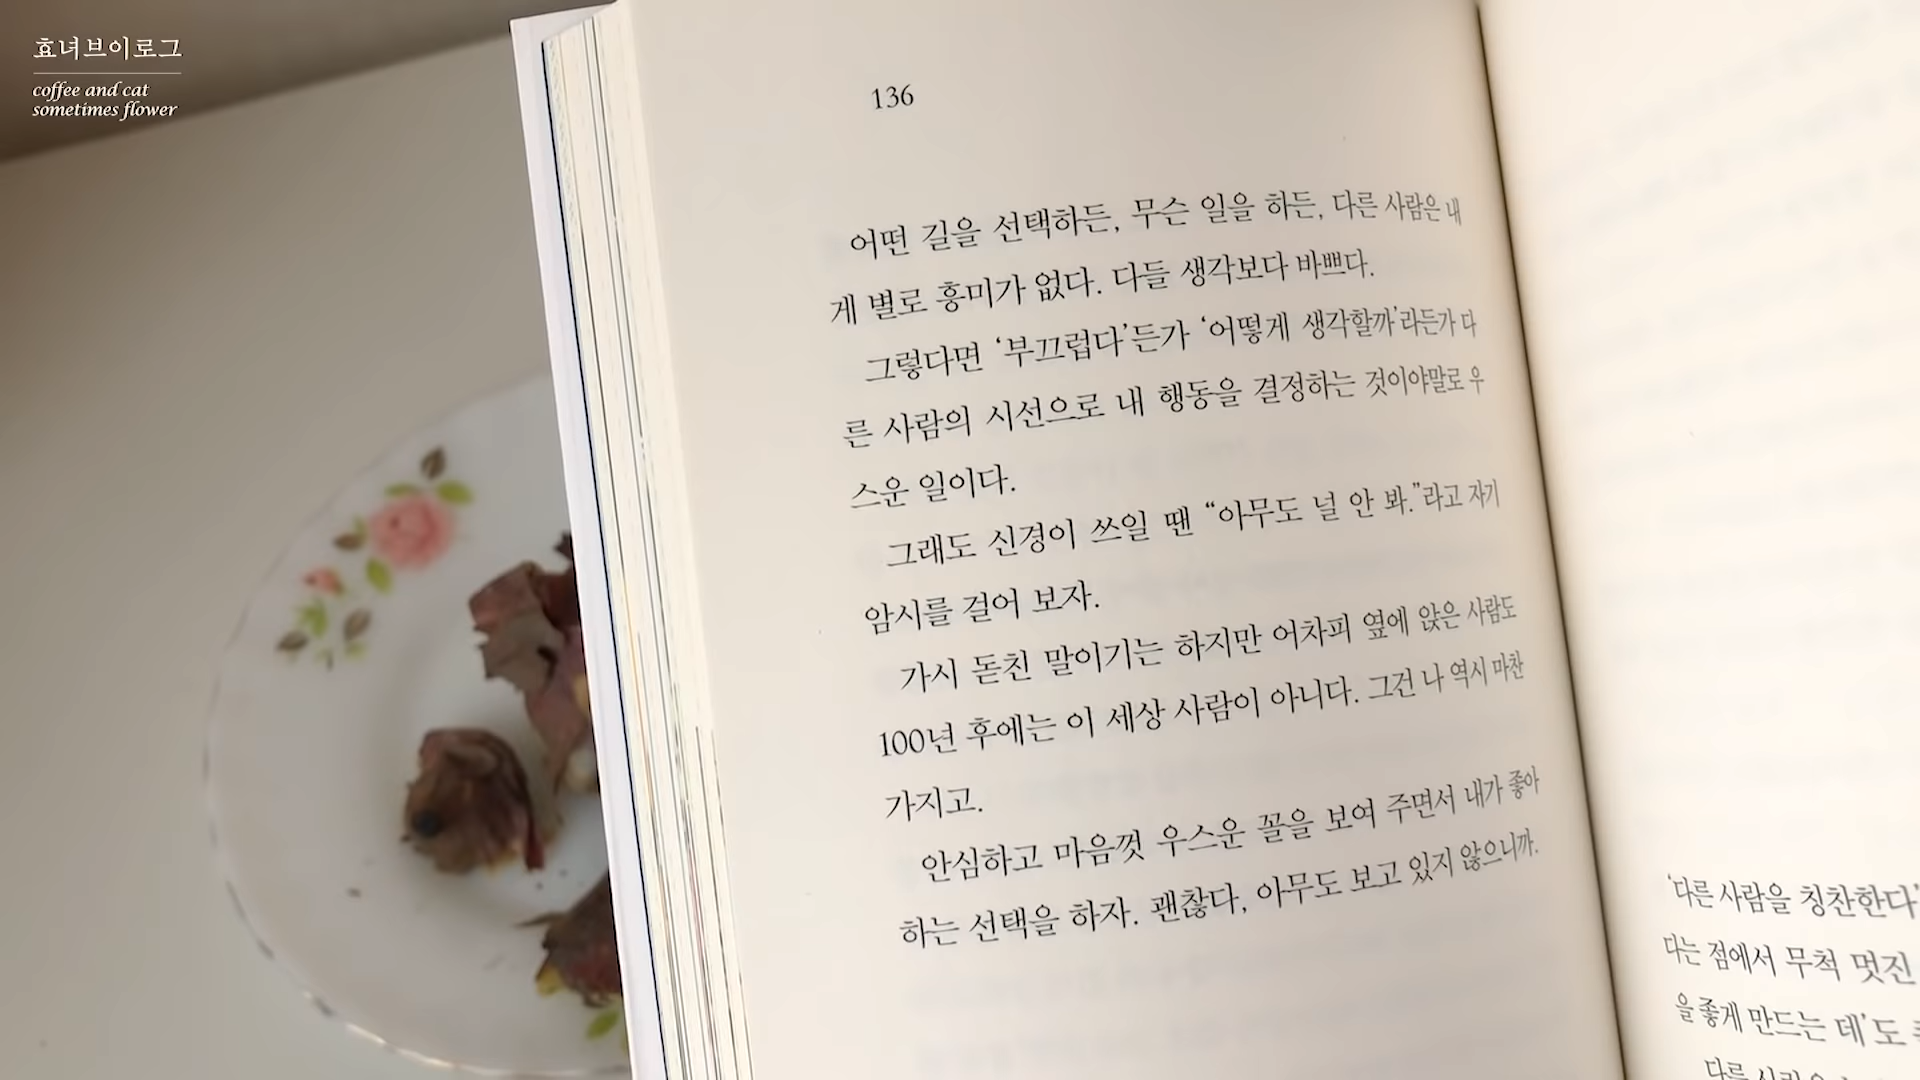 효녀브이로그
coffee and cat
sometimes flower
136
어떤 길을 선택하든, 무슨 일을 하든, 다른 사람은 내
게 별로 흥미가 없다. 다들 생각보다 바쁘다.
그렇다면 ‘부끄럽다’든가 ‘어떻게 생각할까’라든가 다
른 사람의 시선으로 내 행동을 결정하는 것이야말로 우
스운 일이다.
그래도 신경이 쓰일 땐 “아무도 널 안 봐.”라고 자기
암시를 걸어 보자.
가시 돋친 말이기는 하지만 어차피 옆에 앉은 사람도
100년 후에는 이 세상 사람이 아니다. 그건 나 역시 마찬
가지고.
안심하고 마음껏 우스운 꼴을 보여 주면서 내가 좋아
하는 선택을 하자. 괜찮다, 아무도 보고 있지 않으니까.
‘다른 사람을 칭찬한다’
다는 점에서 무척 멋진
을 좋게 만드는 데’도
다른